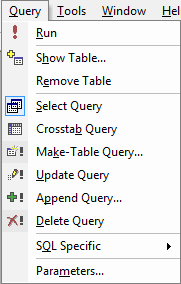 Query Tools Window Hel
Run
Show Table...
Remove Table
Select Query
Crosstab Query
Make-Table Query...
Update Query
Append Query...
Delete Query
SQL Specific
Parameters...